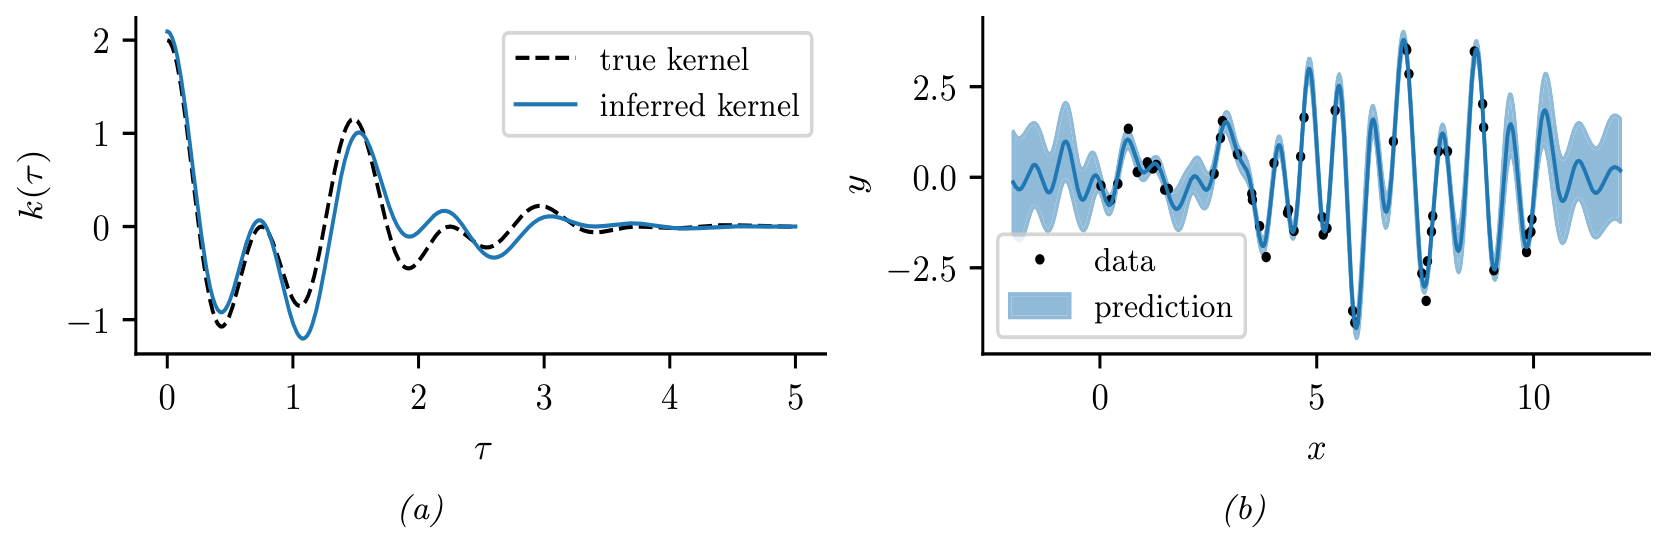 k(τ)
2
1
0
−1
true kernel
inferred kernel
0 1 2 3 4 5
τ
(a)
y
2.5
0.0
−2.5
data
prediction
0 5 10
x
(b)